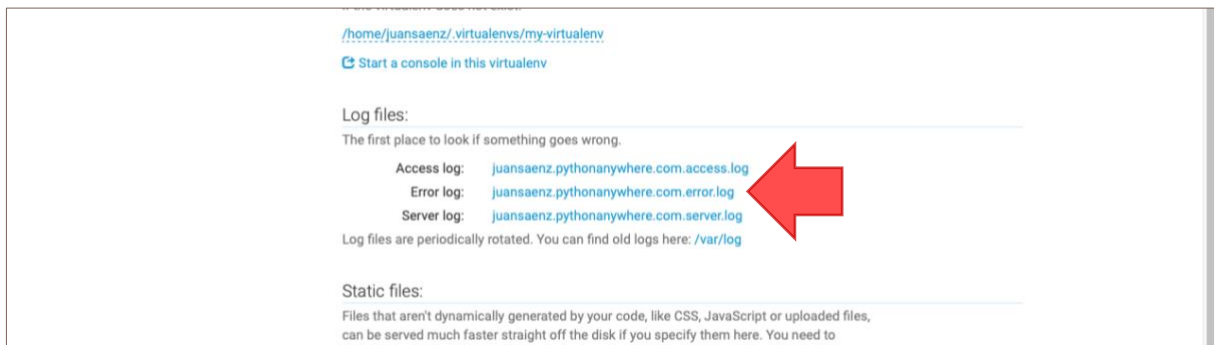 /home/juansaenz/.virtualenvs/my-virtualenv
Start a console in this virtualenv
Log files:
The first place to look if something goes wrong.
Access log: juansaenz.pythonanywhere.com.access.log
Error log: juansaenz.pythonanywhere.com.error.log
Server log: juansaenz.pythonanywhere.com.server.log
Log files are periodically rotated. You can find old logs here: /var/log
Static files:
Files that aren't dynamically generated by your code, like CSS, JavaScript or uploaded files,
can be served much faster straight off the disk if you specify them here. You need to